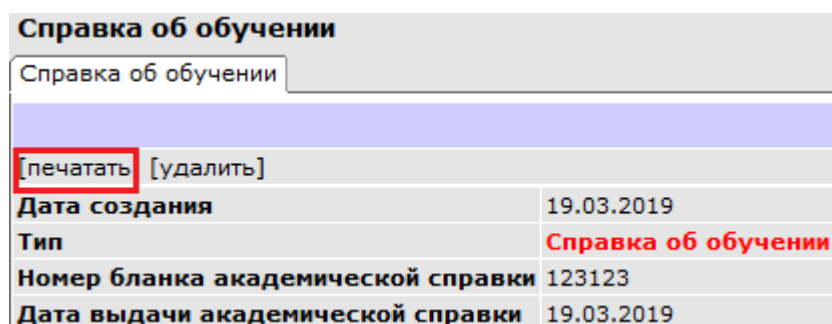 Справка об обучении
Справка об обучении
[печатать [удалить]
Дата создания 19.03.2019
Тип Справка об обучении
Номер бланка академической справки 123123
Дата выдачи академической справки 19.03.2019